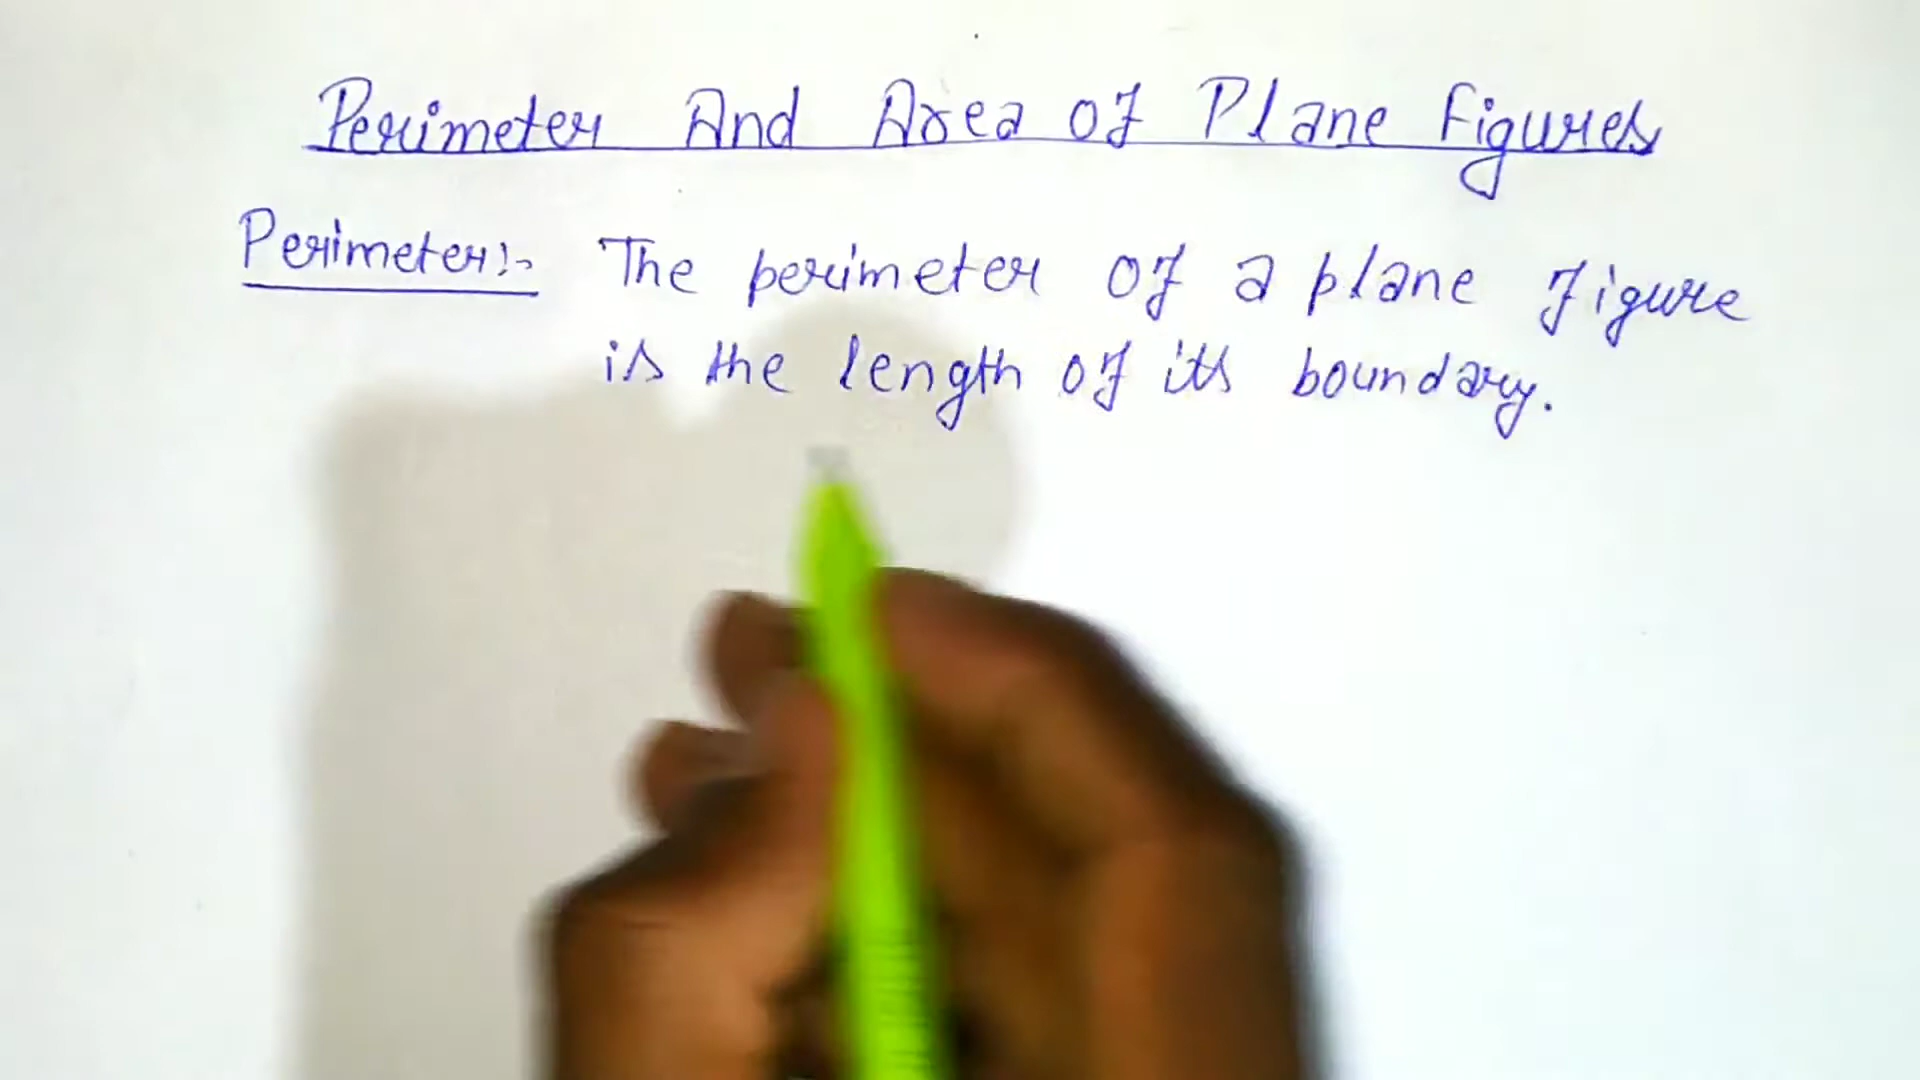 Perimeter And Area of Plane figures
Perimeter:- The perimeter of a plane figure
is the length of its boundary.